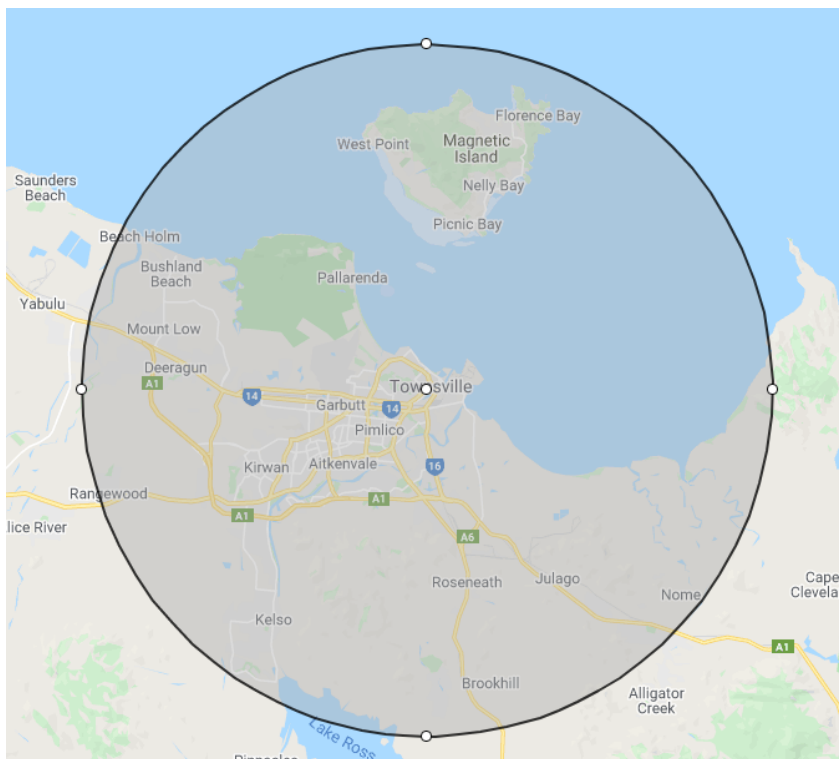 Florence Bay
West Point
Magnetic
Island
Saunders
Beach
Nelly Bay
Picnic Bay
Beach Holm
Bushland
Beach
Pallarenda
Yabulu
Mount Low
Deeragun
A1
14
Townsville
Garbutt
14
Pimlico
Kirwan
Aitkenvale
16
Rangewood
A1
A1
lice River
A6
Roseneath
Julago
Cape
Clevela
Nome
Kelso
A1
Brookhill
Alligator
Creek
Lake Ross